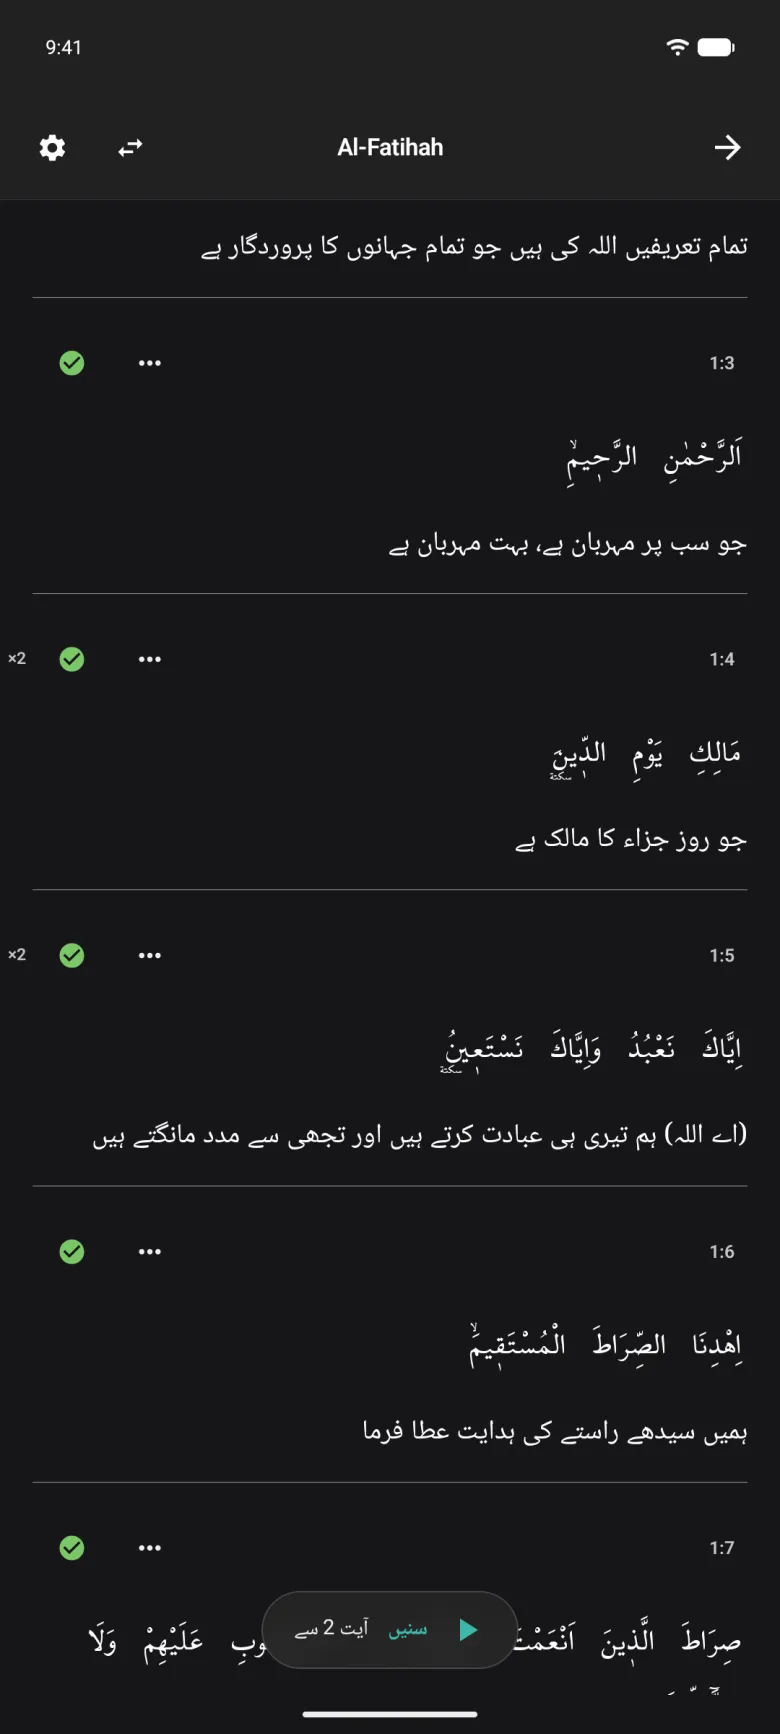 9:41
Al-Fatihah
تمام تعریفیں اللہ کی ہیں جو تمام جہانوں کا پروردگار ہے
1:3
اَلرَّحْمٰنِ الرَّحِیْمِۙ
جو سب پر مہربان ہے، بہت مہربان ہے
×2
1:4
مَالِكِ یَوْمِ الدِّیْنَؔ سكتة
جو روز جزاء کا مالک ہے
×2
1:5
اِیَّاكَ نَعْبُدُ وَاِیَّاكَ نَسْتَعِیْنُؔ سكتة
(اے اللہ) ہم تیری ہی عبادت کرتے ہیں اور تجھی سے مدد مانگتے ہیں
1:6
اِهْدِنَا الصِّرَاطَ الْمُسْتَقِیْمَۙ
ہمیں سیدھے راستے کی ہدایت عطا فرما
1:7
صِرَاطَ الَّذِیْنَ اَنْعَمْتَ عَلَیْهِمْ وَلَا
سنیں آیت 2 سے